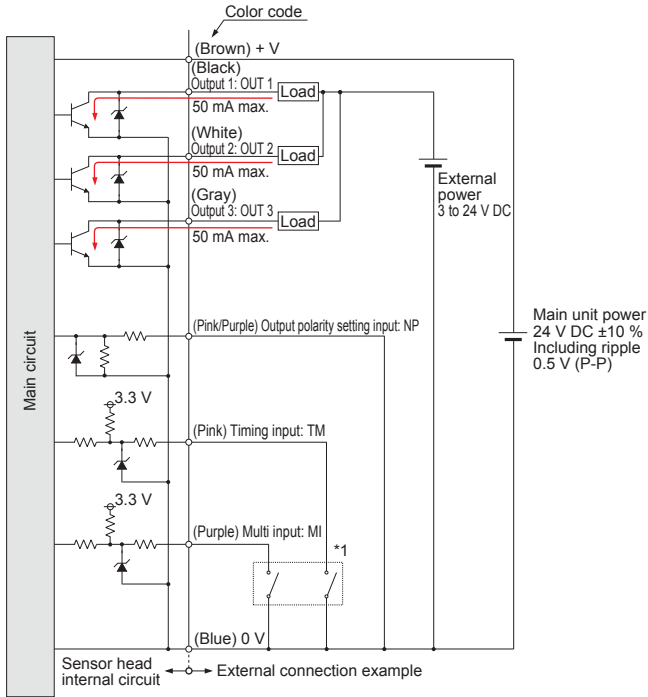 Color code
(Brown) + V
(Black)
Output 1: OUT 1
Load
50 mA max.
(White)
Output 2: OUT 2
Load
50 mA max.
(Gray)
Output 3: OUT 3
Load
50 mA max.
External
power
3 to 24 V DC
Main unit power
24 V DC ±10 %
Including ripple
0.5 V (P-P)
Main circuit
(Pink/Purple) Output polarity setting input: NP
3.3 V
(Pink) Timing input: TM
3.3 V
(Purple) Multi input: MI
*1
(Blue) 0 V
Sensor head
internal circuit
External connection example